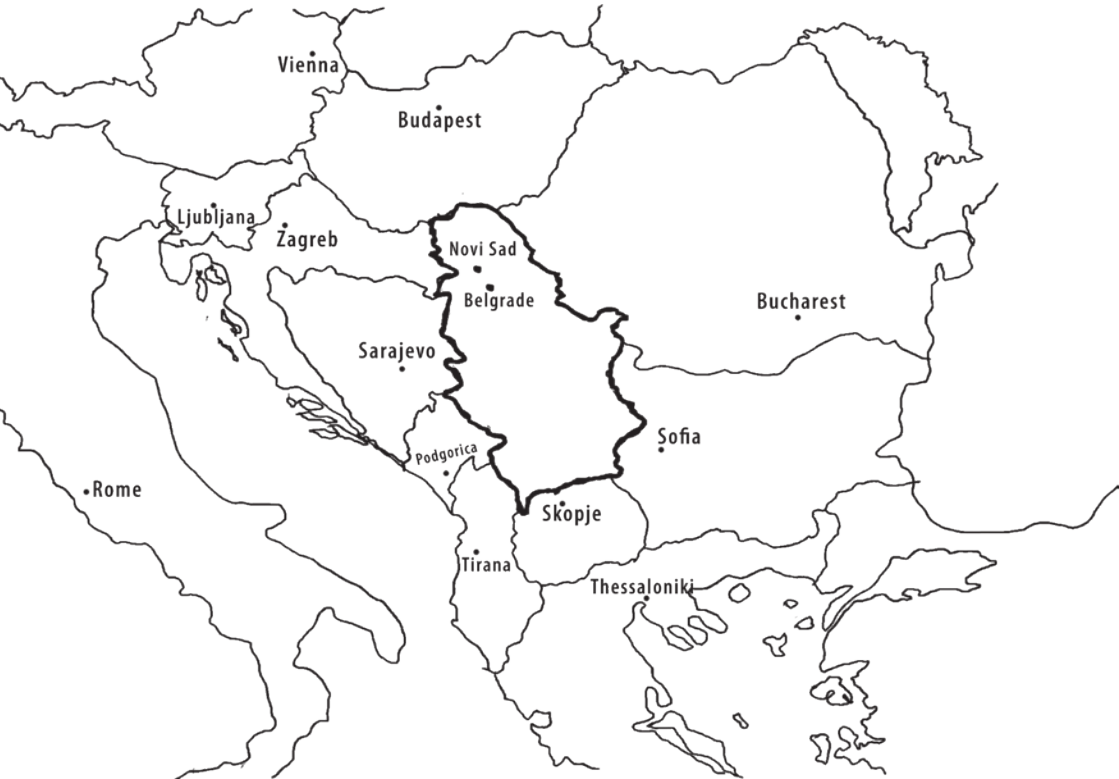 Vienna
Budapest
Ljubljana
Zagreb
Novi Sad
Belgrade
Bucharest
Sarajevo
Sofia
Podgorica
Rome
Skopje
Tirana
Thessaloniki